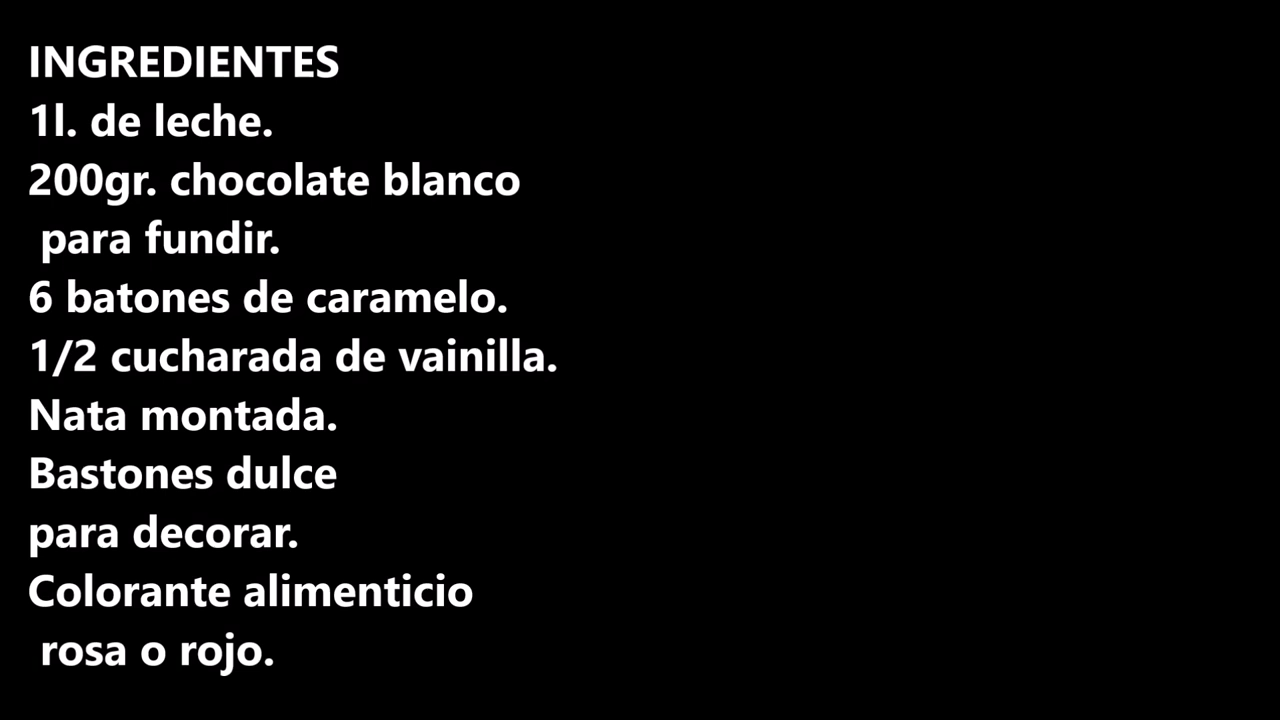 INGREDIENTES
1l. de leche.
200gr. chocolate blanco
para fundir.
6 batones de caramelo.
1/2 cucharada de vainilla.
Nata montada.
Bastones dulce
para decorar.
Colorante alimenticio
rosa o rojo.